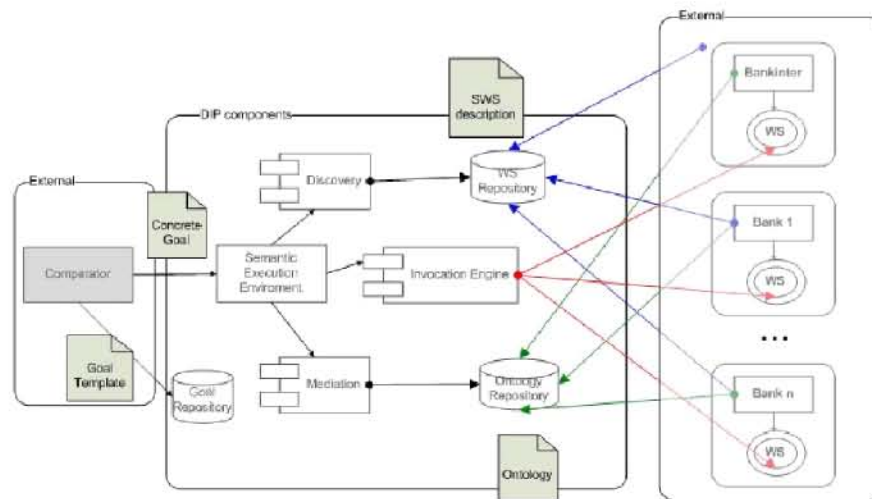 External
SWS
description
DIP components
Bankinter
WS
Discovery
WS
Repository
External
Concrete
Goal
Bank 1
WS
Comparator
Semantic
Execution
Enviroment
Invocation Engine
...
Goal
Template
Goal
Repository
Mediation
Ontology
Repository
Bank n
WS
Ontology